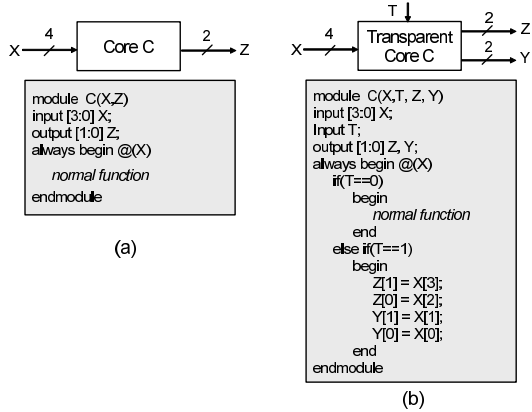 X 4 Core C 2 Z
module C(X,Z)
input [3:0] X;
output [1:0] Z;
always begin @(X)
normal function
endmodule
(a)
T
X 4 Transparent Core C 2 Z
2 Y
module C(X,T, Z, Y)
input [3:0] X;
Input T;
output [1:0] Z, Y;
always begin @(X)
if(T==0)
begin
normal function
end
else if(T==1)
begin
Z[1] = X[3];
Z[0] = X[2];
Y[1] = X[1];
Y[0] = X[0];
end
endmodule
(b)